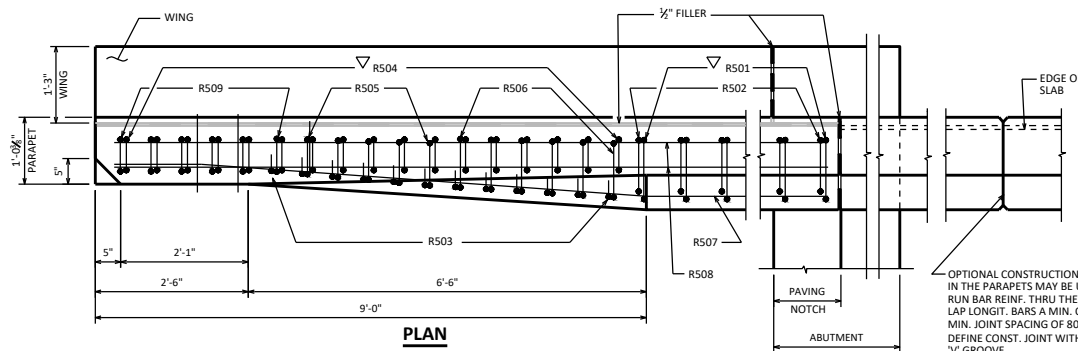 WING
½" FILLER
R504
R501
R509
R505
R506
R502
EDGE O
SLAB
1'-3"
WING
PARAPET
5"
R503
R507
R508
5"
2'-1"
2'-6"
6'-6"
9'-0"
PLAN
PAVING
NOTCH
ABUTMENT
OPTIONAL CONSTRUCTION
IN THE PARAPETS MAY BE
RUN BAR REINF. THRU THE
LAP LONGIT. BARS A MIN.
MIN. JOINT SPACING OF 80
DEFINE CONST. JOINT WITH
'V' GROOVE